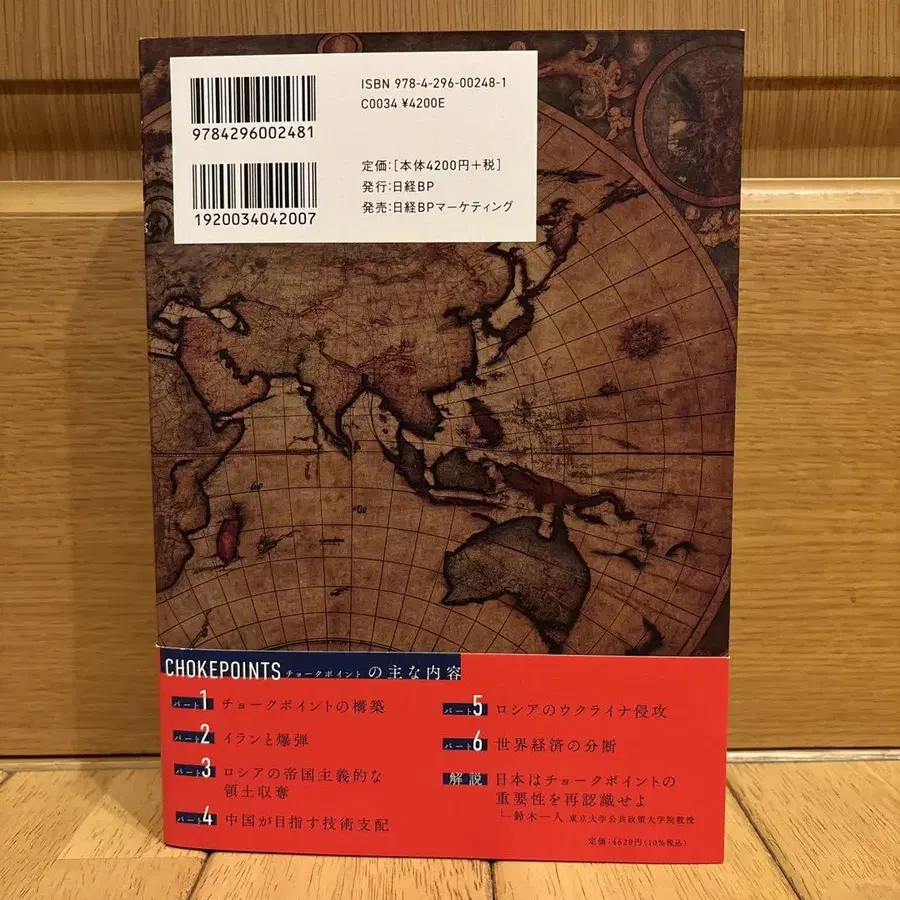 ISBN 978-4-296-00248-1
C0034 ¥4200E
9784296002481
定価:[本体4200円+税]
発行:日経BP
発売:日経BPマーケティング
1920034042007
CHOKEPOINTS チョークポイント の主な内容
パート1 チョークポイントの構築
パート2 イランと爆弾
パート3 ロシアの帝国主義的な
領土収奪
パート4 中国が目指す技術支配
パート5 ロシアのウクライナ侵攻
パート6 世界経済の分断
解説 日本はチョークポイントの
重要性を再認識せよ
鈴木一人 東京大学公共政策大学院教授
定価:4620円(10%税込)